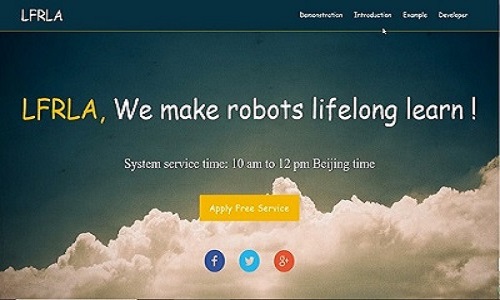 LFRLA
Demonstration Introduction Example Developer
LFRLA, We make robots lifelong learn !
System service time: 10 am to 12 pm Beijing time
Apply Free Service
f
g+